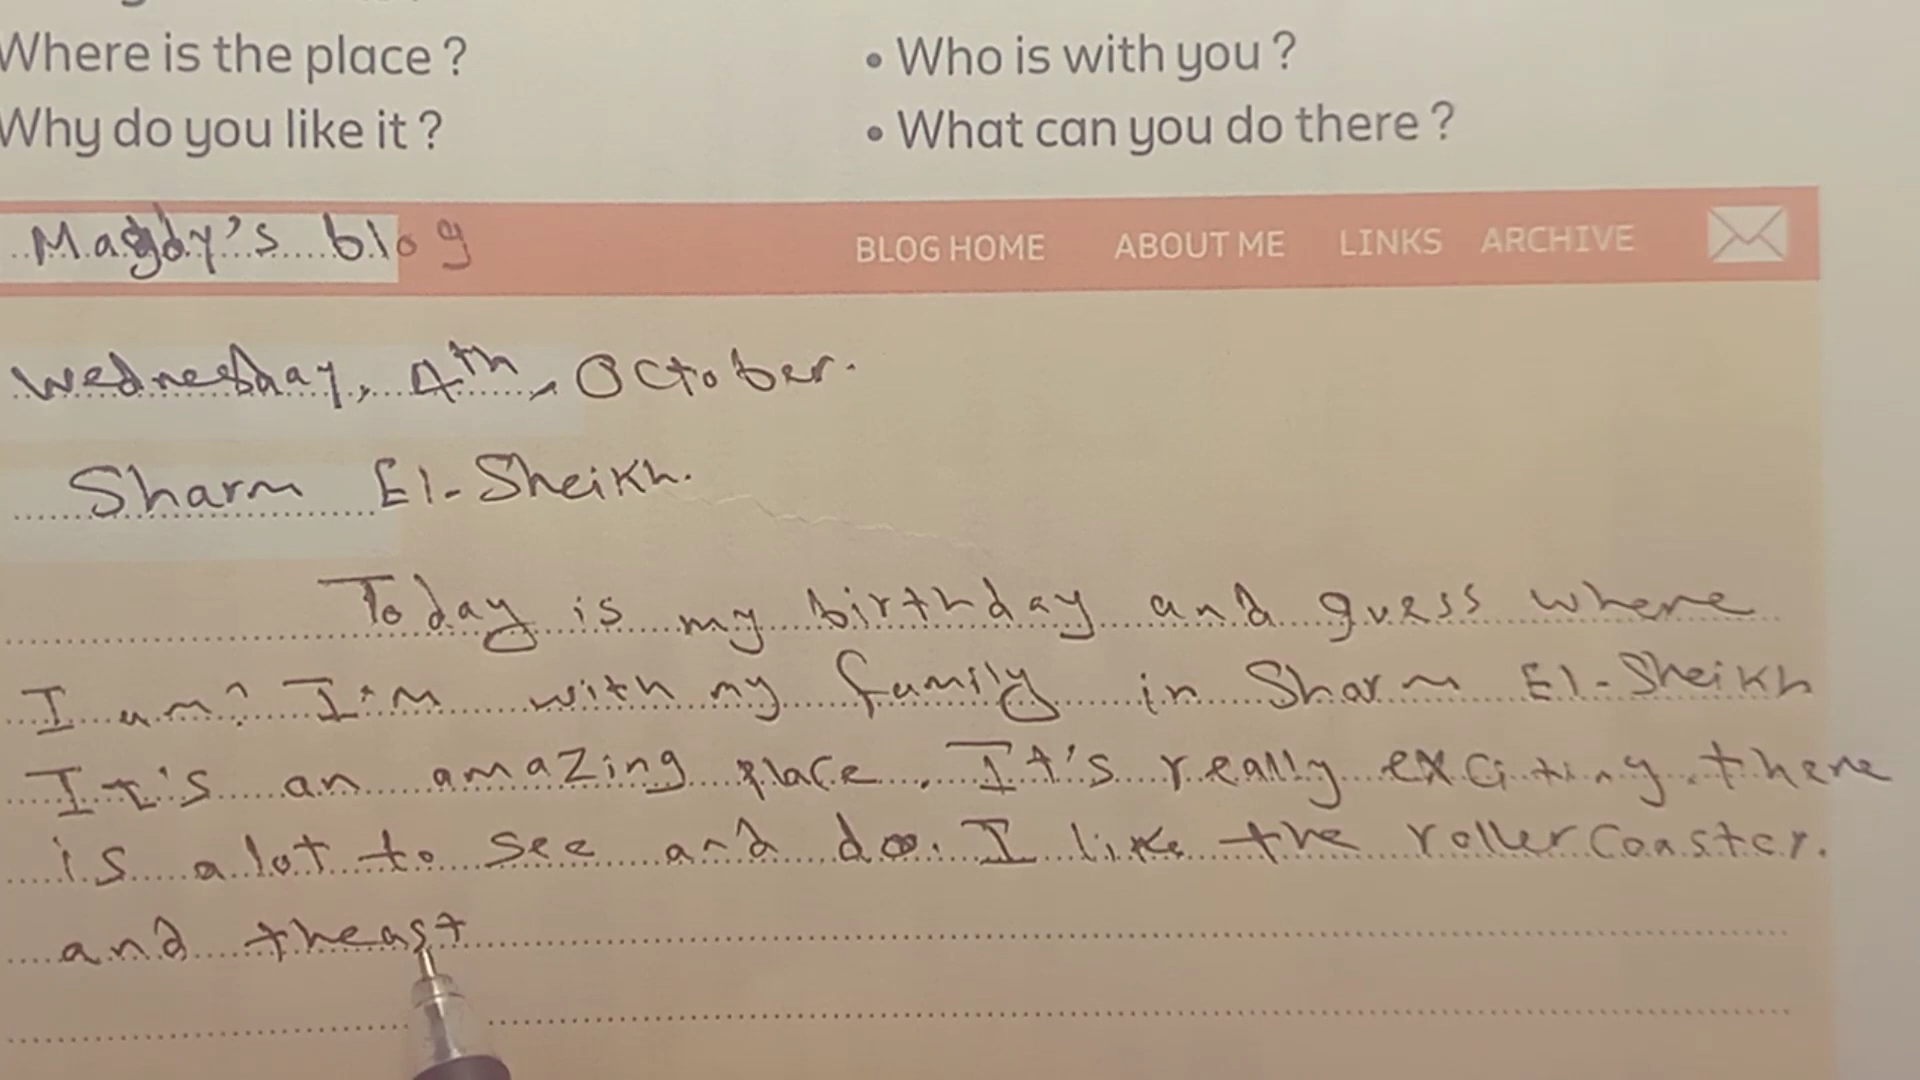 Where is the place ?
• Who is with you ?
Why do you like it ?
• What can you do there ?
Magdy's blog
BLOG HOME ABOUT ME LINKS ARCHIVE
Wednesday, 4th, October.
Sharm El-Sheikh.
Today is my birthday and guess where
I am? I'm with my family in Sharm El-Sheikh
It's an amazing place. It's really exciting. there
is a lot to see and do. I like the roller coaster.
and theast